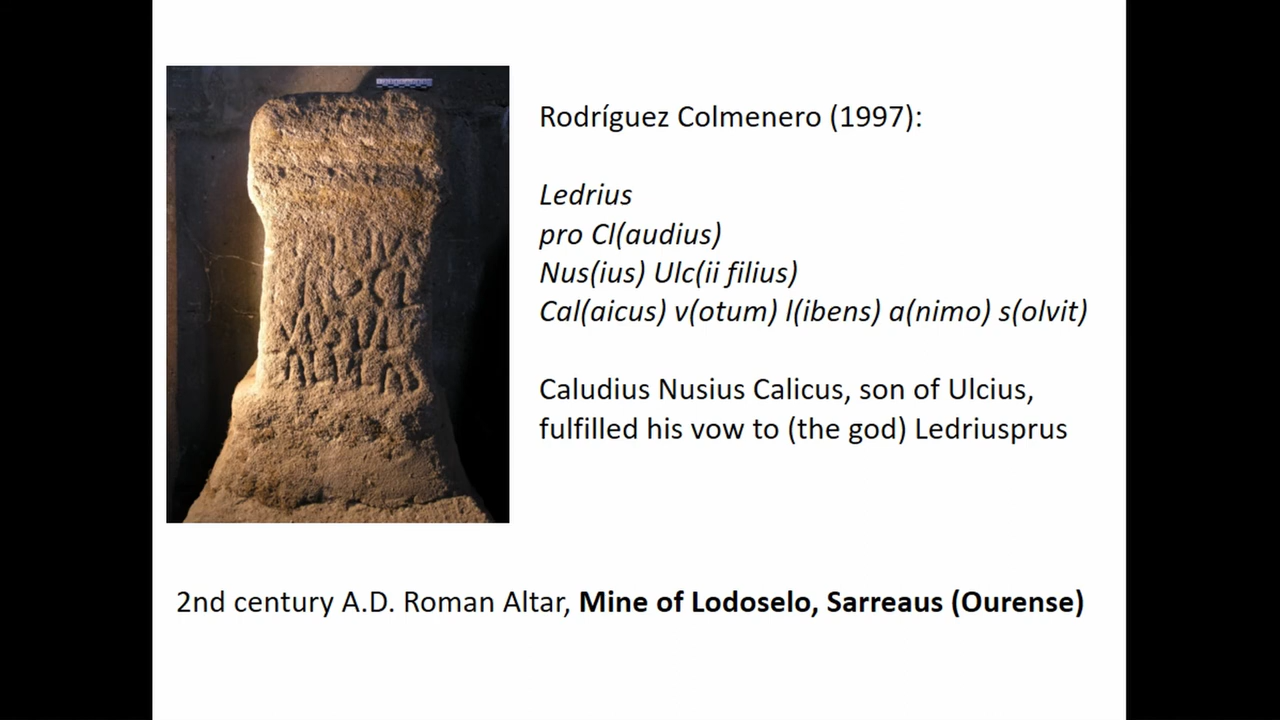 Rodríguez Colmenero (1997):
Ledrius
pro Cl(audius)
Nus(ius) Ulc(ii filius)
Cal(aicus) v(otum) l(ibens) a(nimo) s(olvit)
Caludius Nusius Calicus, son of Ulcius,
fulfilled his vow to (the god) Ledriusprus
2nd century A.D. Roman Altar, Mine of Lodoselo, Sarreaus (Ourense)